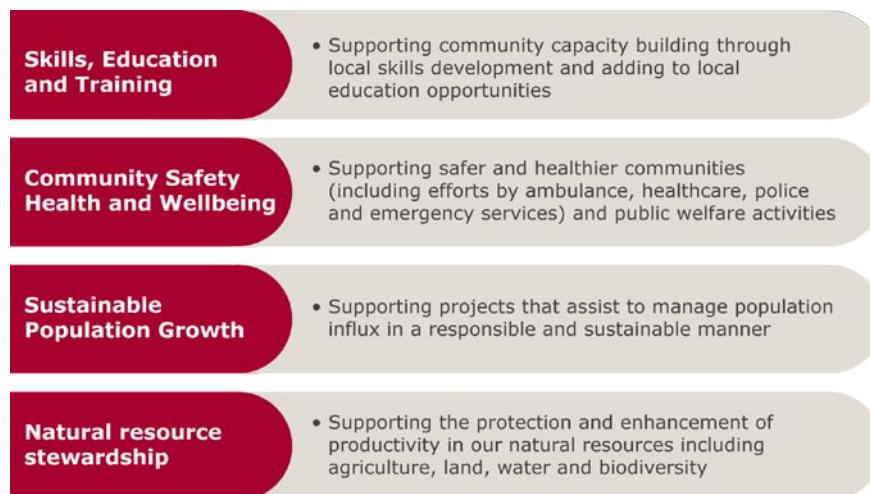 Skills, Education
and Training
• Supporting community capacity building through
local skills development and adding to local
education opportunities
Community Safety
Health and Wellbeing
• Supporting safer and healthier communities
(including efforts by ambulance, healthcare, police
and emergency services) and public welfare activities
Sustainable
Population Growth
• Supporting projects that assist to manage population
influx in a responsible and sustainable manner
Natural resource
stewardship
• Supporting the protection and enhancement of
productivity in our natural resources including
agriculture, land, water and biodiversity